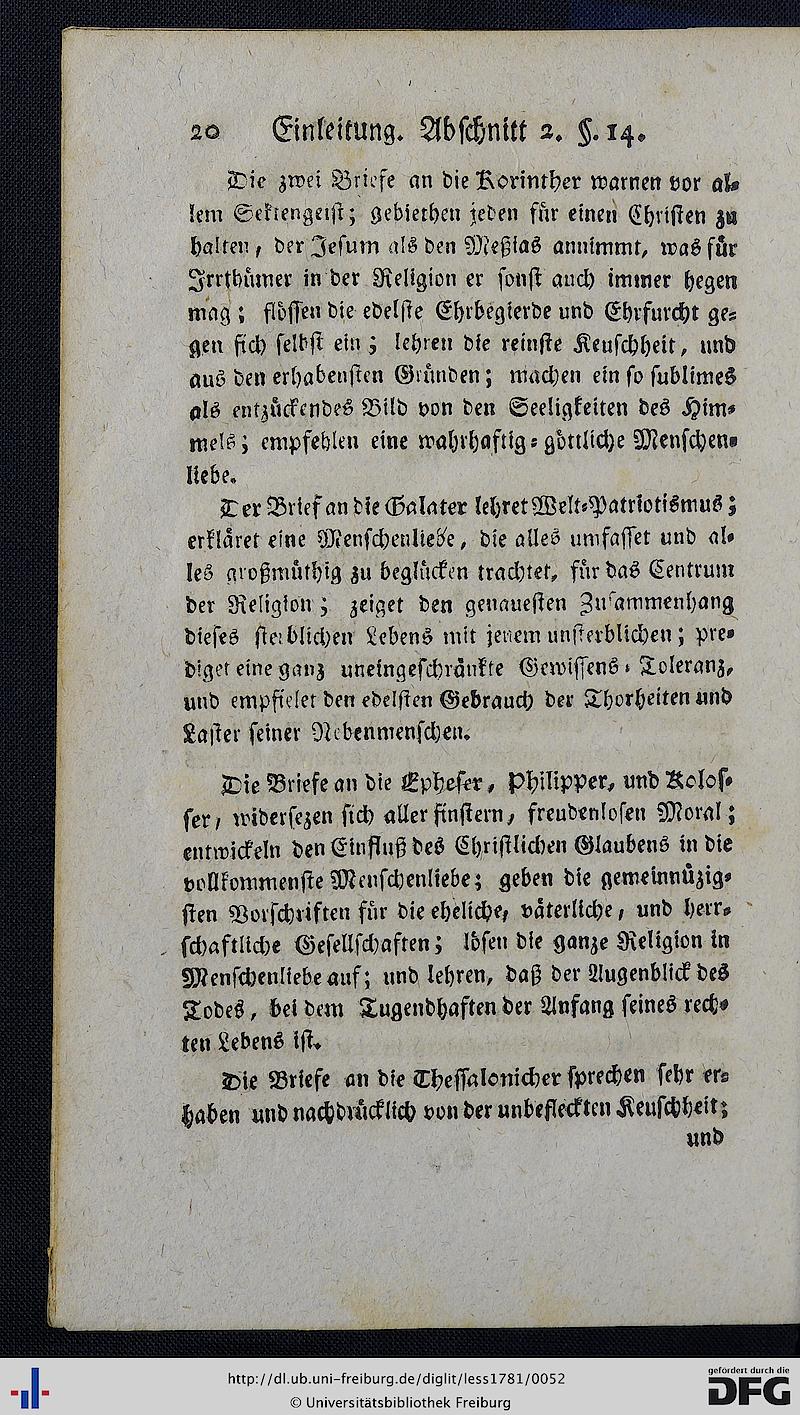 20 Einleitung. Abschnitt 2. §. 14.
Die zwei Briefe an die Korinther warnen vor al⸗
lem Sektengeist; gebiethen jeden für einen Christen zu
halten, der Jesum als den Meßias annimmt, was für
Irrthümer in der Religion er sonst auch immer hegen
mag; flössen die edelste Ehrbegierde und Ehrfurcht ge⸗
gen sich selbst ein; lehren die reinste Keuschheit, und
aus den erhabensten Gründen; machen ein so sublimes
als entzückendes Bild von den Seeligkeiten des Him⸗
mels; empfehlen eine wahrhaftig⸗göttliche Menschen⸗
liebe.
Der Brief an die Galater lehret Welt⸗Patriotismus;
erkläret eine Menschenliebe, die alles umfasset und al⸗
les großmüthig zu beglücken trachtet, für das Centrum
der Religion; zeiget den genauesten Zusammenhang
dieses sterblichen Lebens mit jenem unsterblichen; pre⸗
diget eine ganz uneingeschränkte Gewissens⸗Toleranz,
und empfielet den edelsten Gebrauch der Thorheiten und
Laster seiner Nebenmenschen.
Die Briefe an die Epheser, Philipper, und Kolos⸗
ser, widersezen sich aller finstern, freudenlosen Moral;
entwickeln den Einfluß des Christlichen Glaubens in die
vollkommenste Menschenliebe; geben die gemeinnüzig⸗
sten Vorschriften für die eheliche, väterliche, und herr⸗
schaftliche Gesellschaften; lösen die ganze Religion in
Menschenliebe auf; und lehren, daß der Augenblick des
Todes, bei dem Tugendhaften der Anfang seines rech⸗
ten Lebens ist.
Die Briefe an die Thessalonicher sprechen sehr er⸗
haben und nachdrücklich von der unbefleckten Keuschheit;
und
http://dl.ub.uni-freiburg.de/diglit/less1781/0052
© Universitätsbibliothek Freiburg
gefördert durch die
DFG